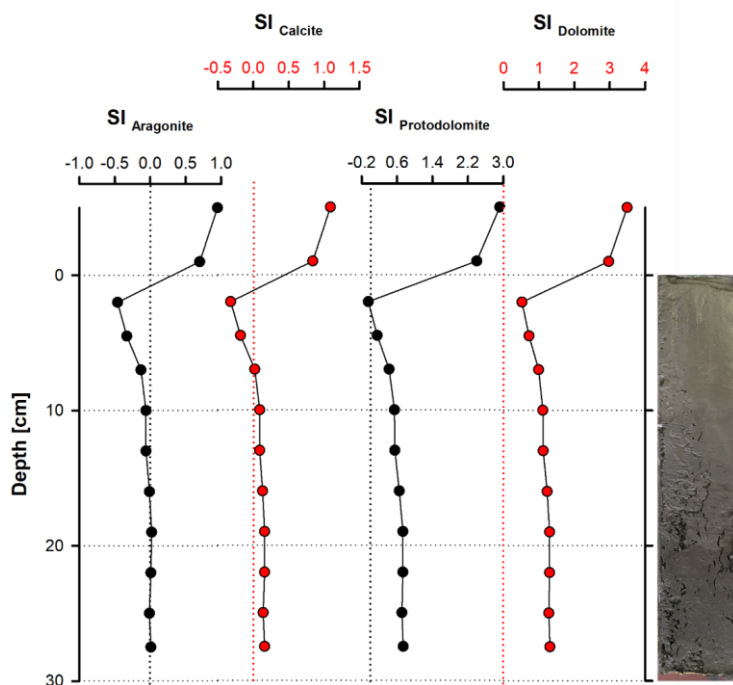 SI Calcite
SI Dolomite
-0.5 0.0 0.5 1.0 1.5
0 1 2 3 4
SI Aragonite
SI Protodolomite
-1.0 -0.5 0.0 0.5 1.0
-0.2 0.6 1.4 2.2 3.0
0
10
Depth [cm]
20
30